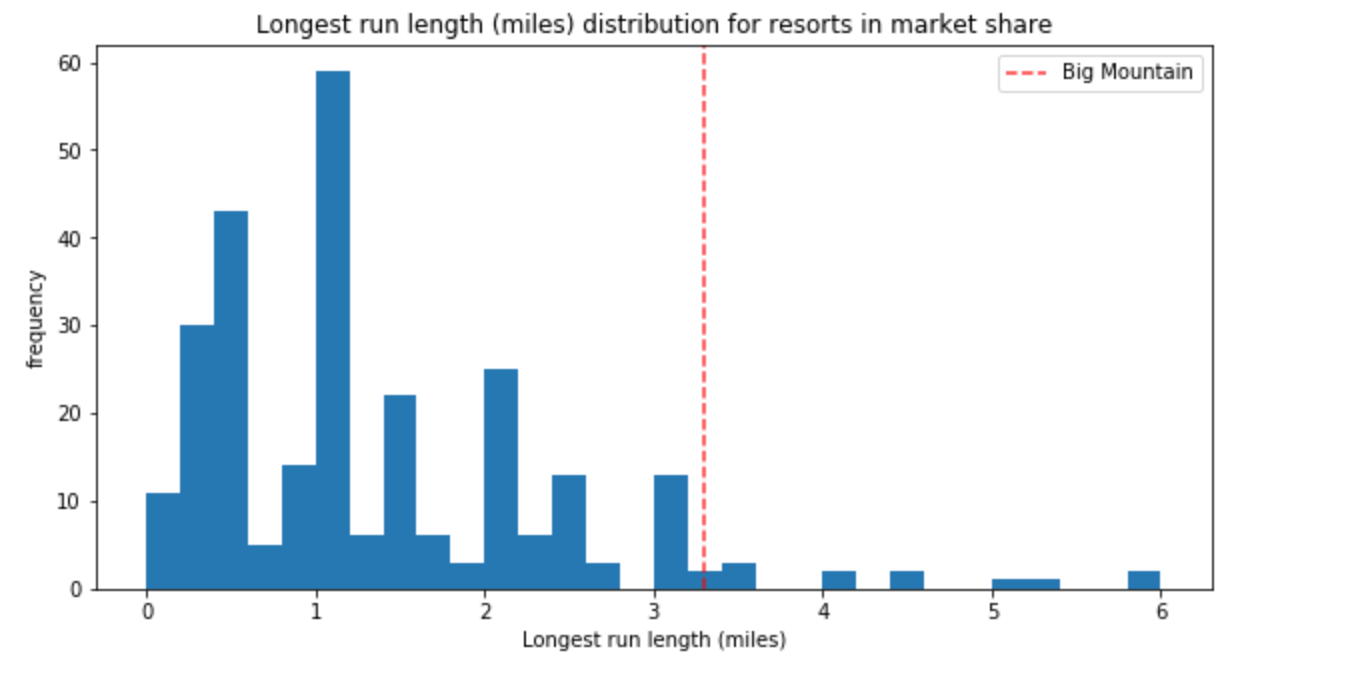 Longest run length (miles) distribution for resorts in market share
Big Mountain
60
50
40
30
20
10
0
frequency
0 1 2 3 4 5 6
Longest run length (miles)